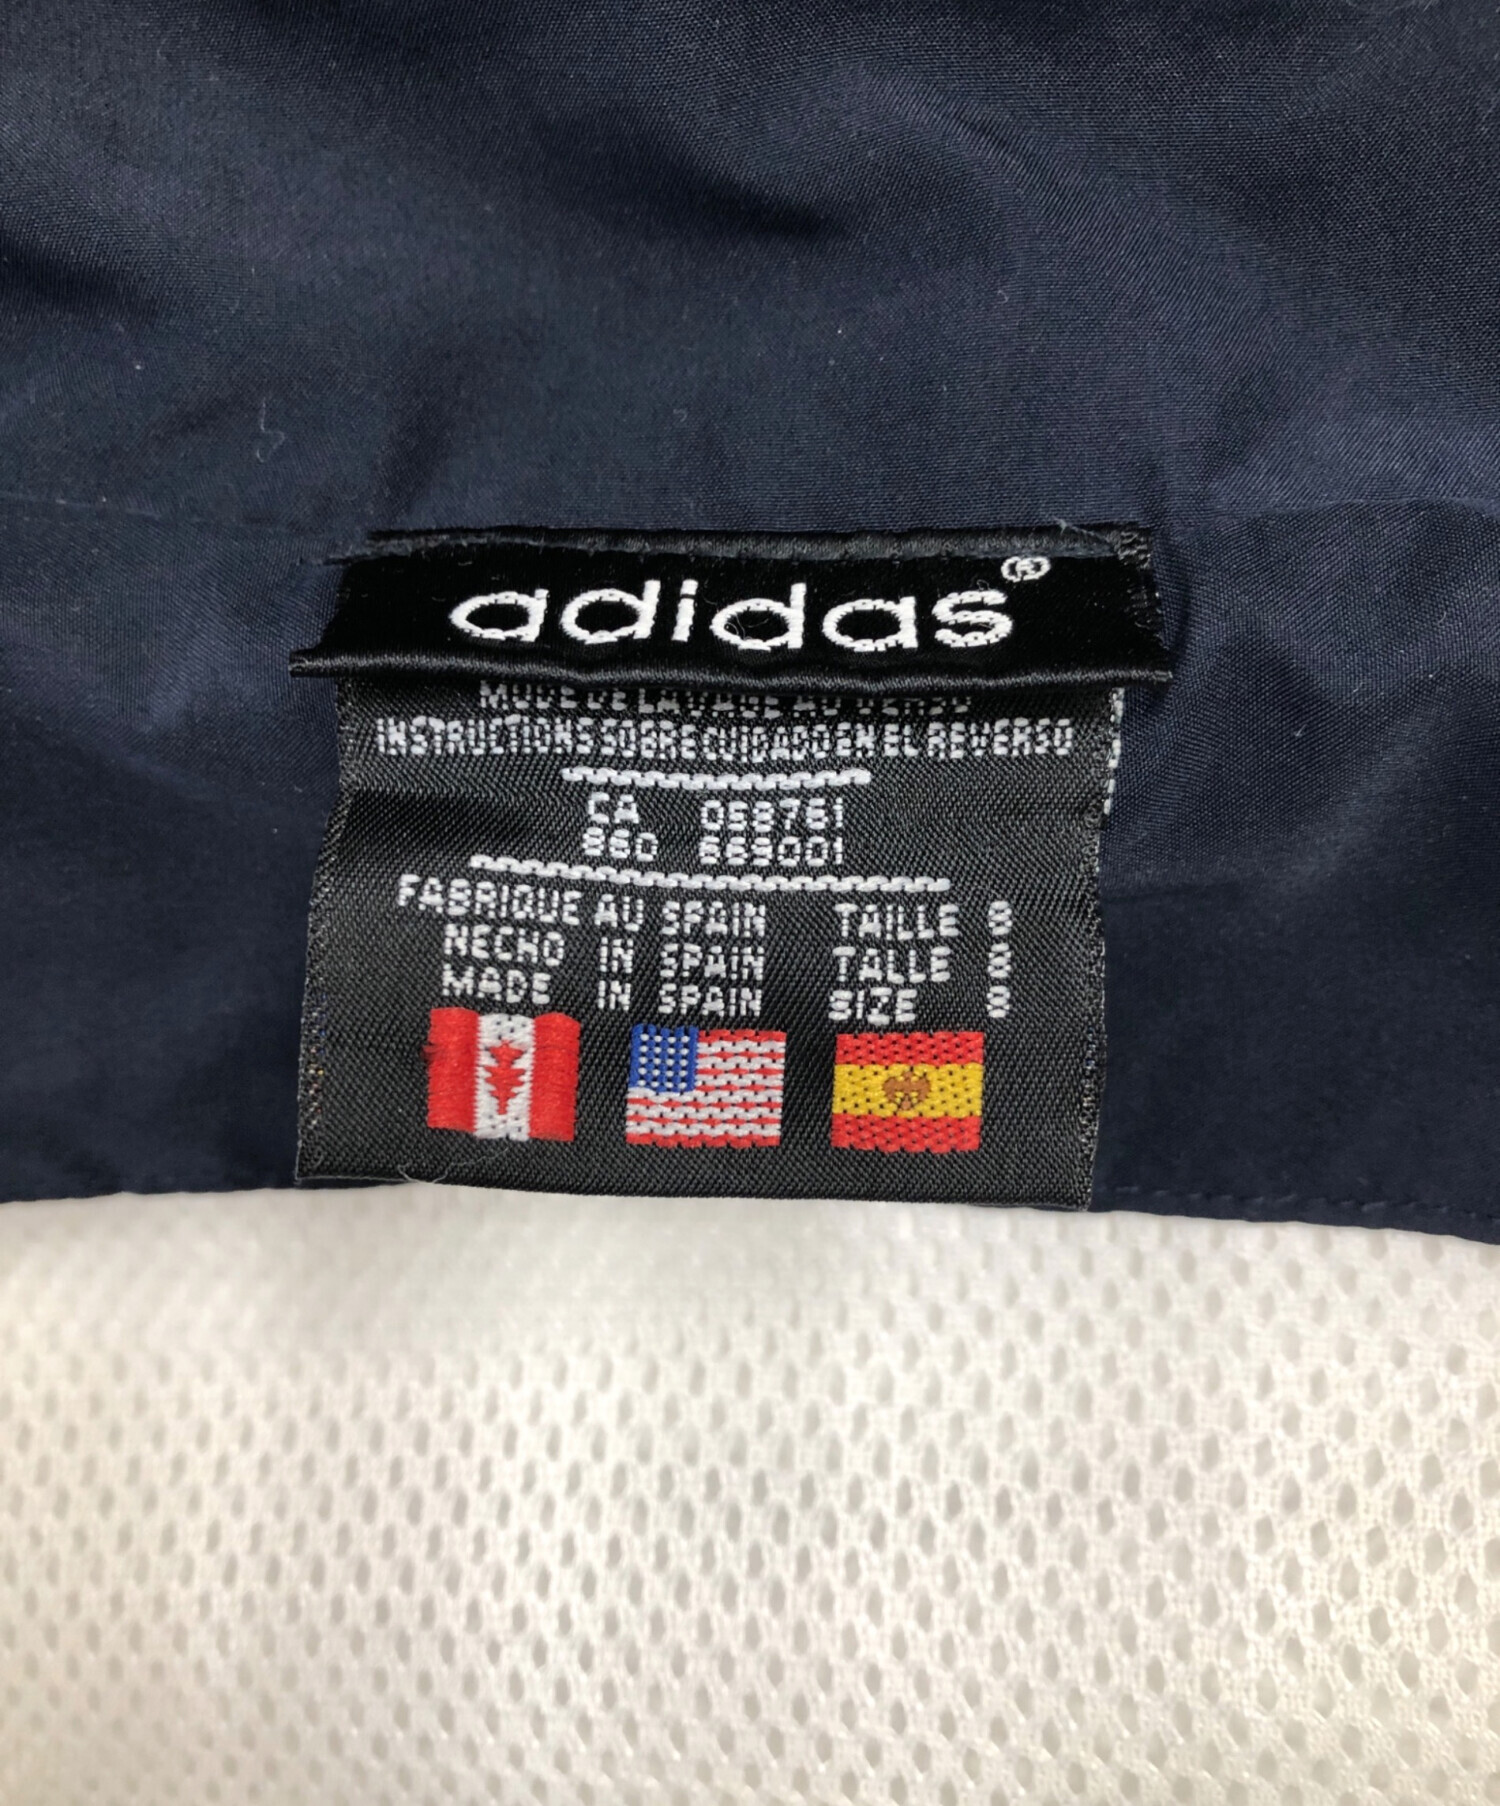 adidas®
MODE DE LAVAGE AU VERSO
INSTRUCTIONS SOBRE CUIDADO EN EL REVERSO
CA 058761
860 669001
FABRIQUE AU SPAIN TAILLE 8
NECHO IN SPAIN TALLE 8
MADE IN SPAIN SIZE 8